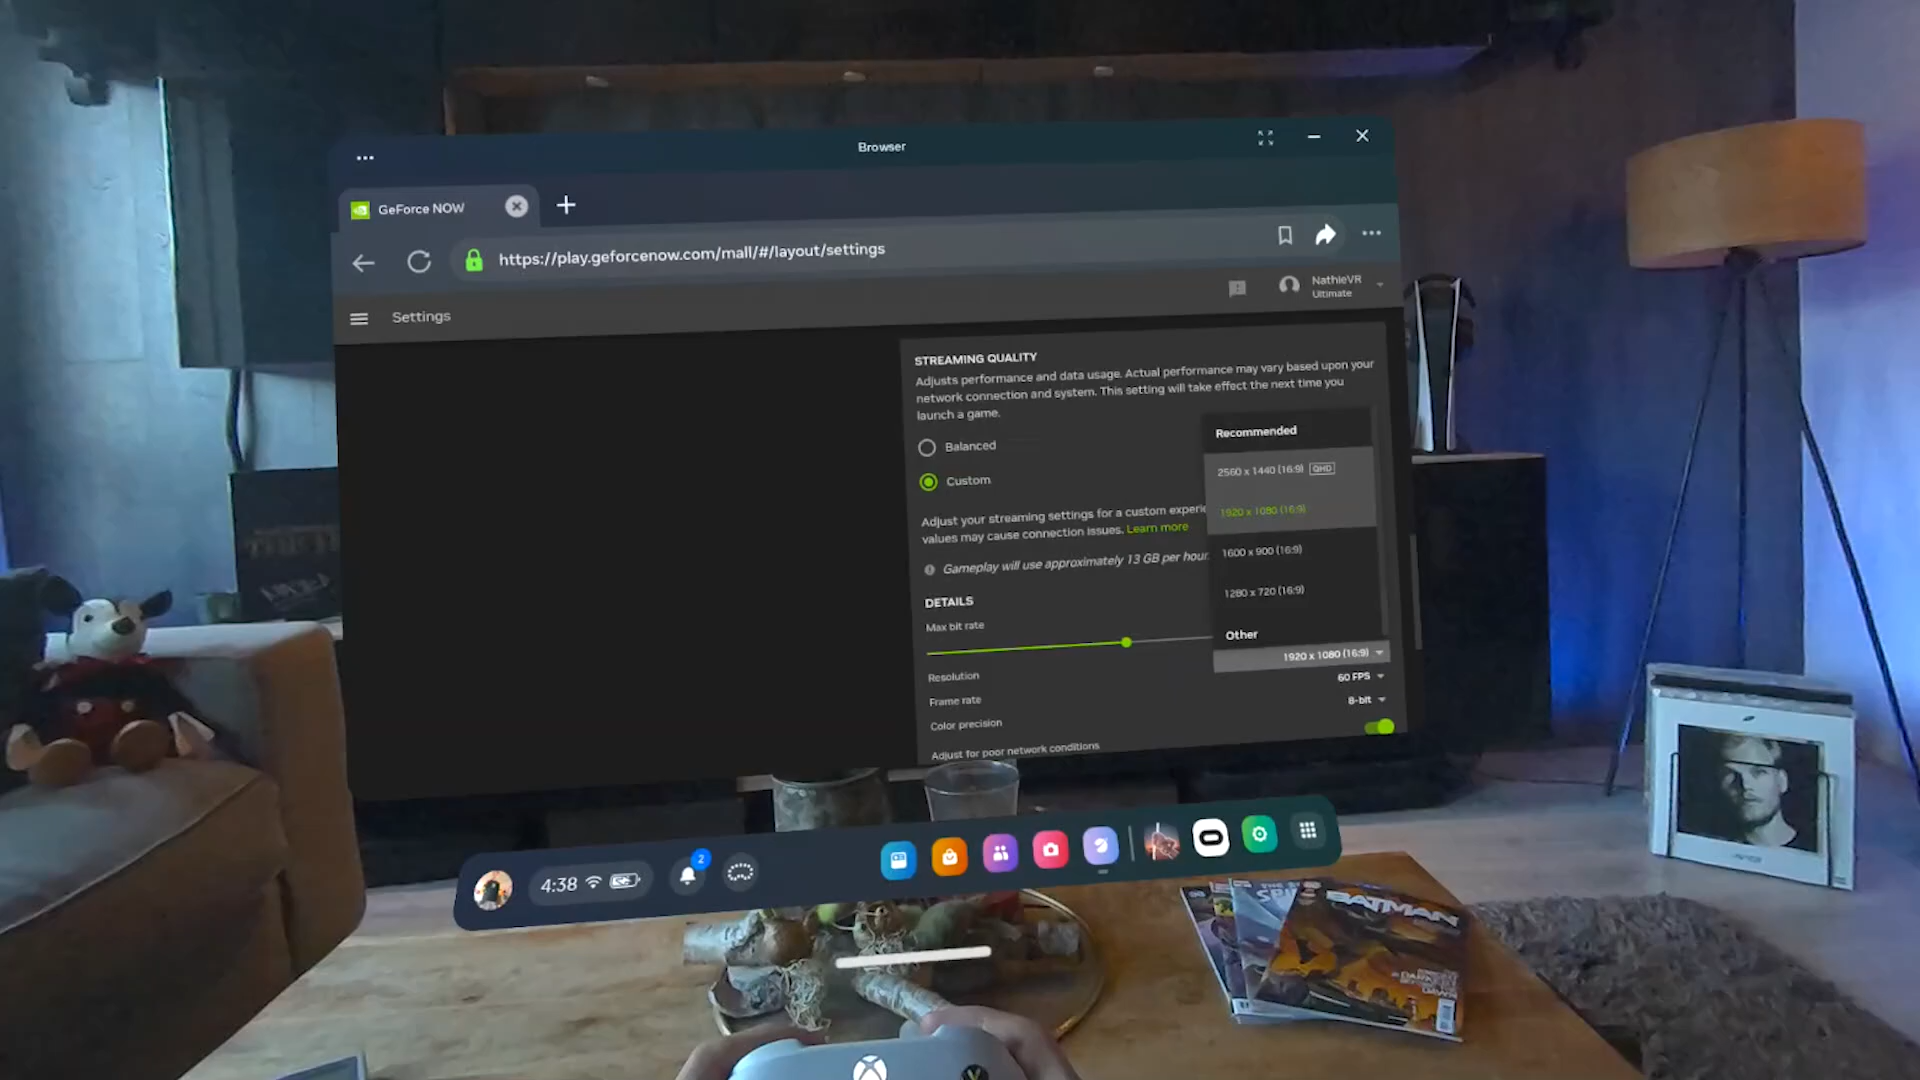 Browser
GeForce NOW
https://play.geforcenow.com/mall/#/layout/settings
NathieVR
Ultimate
Settings
STREAMING QUALITY
Adjusts performance and data usage. Actual performance may vary based upon your
network connection and system. This setting will take effect the next time you
launch a game.
Balanced
Custom
Adjust your streaming settings for a custom experie
values may cause connection issues. Learn more
Gameplay will use approximately 13 GB per hour.
Recommended
2560 x 1440 (16:9) QHD
1920 x 1080 (16:9)
1600 x 900 (16:9)
1280 x 720 (16:9)
Other
DETAILS
Max bit rate
Resolution 1920 x 1080 (16:9)
Frame rate 60 FPS
Color precision 8-bit
Adjust for poor network conditions
4:38
2
BATMAN